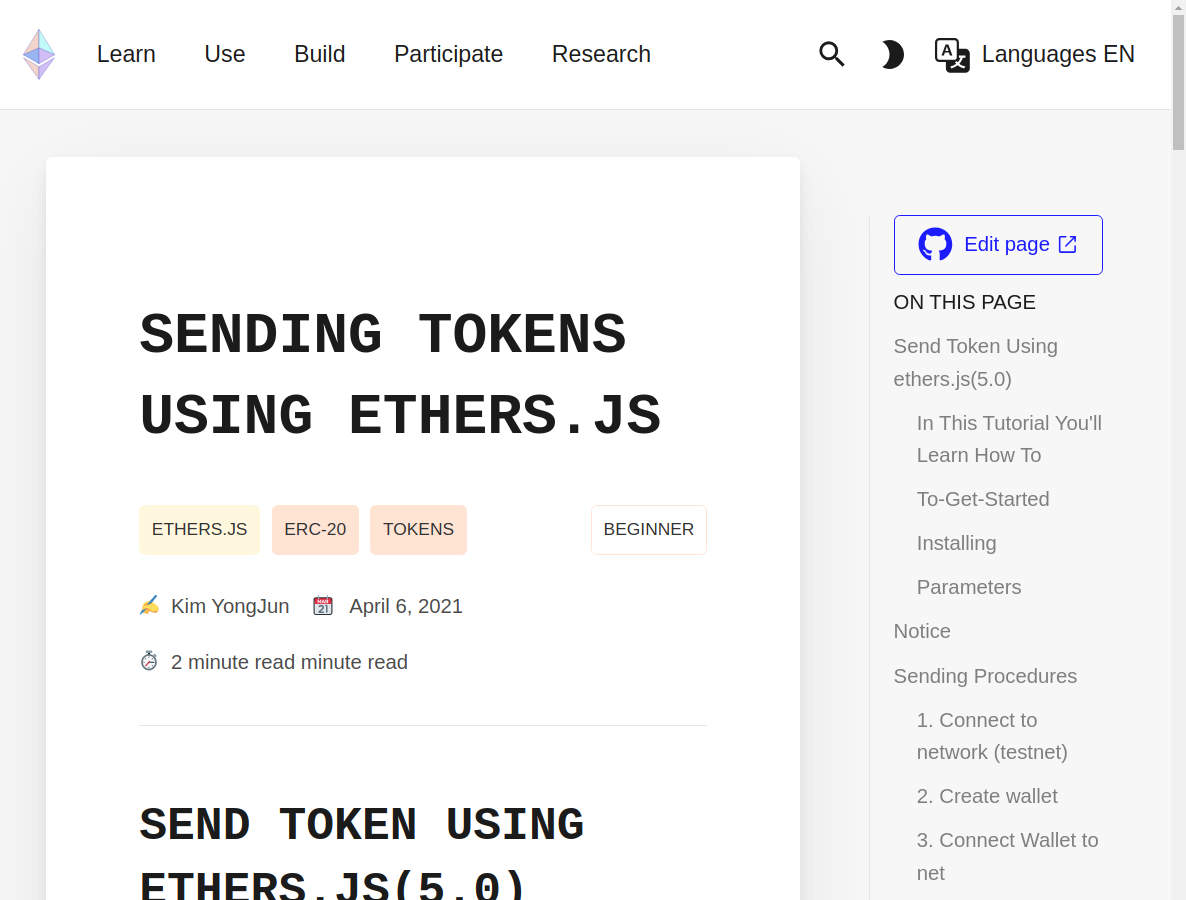 Learn Use Build Participate Research Languages EN
SENDING TOKENS
USING ETHERS.JS
ETHERS.JS ERC-20 TOKENS BEGINNER
Kim YongJun April 6, 2021
2 minute read minute read
SEND TOKEN USING
ETHERS.JS(5.0)
Edit page
ON THIS PAGE
Send Token Using
ethers.js(5.0)
In This Tutorial You'll
Learn How To
To-Get-Started
Installing
Parameters
Notice
Sending Procedures
1. Connect to
network (testnet)
2. Create wallet
3. Connect Wallet to
net